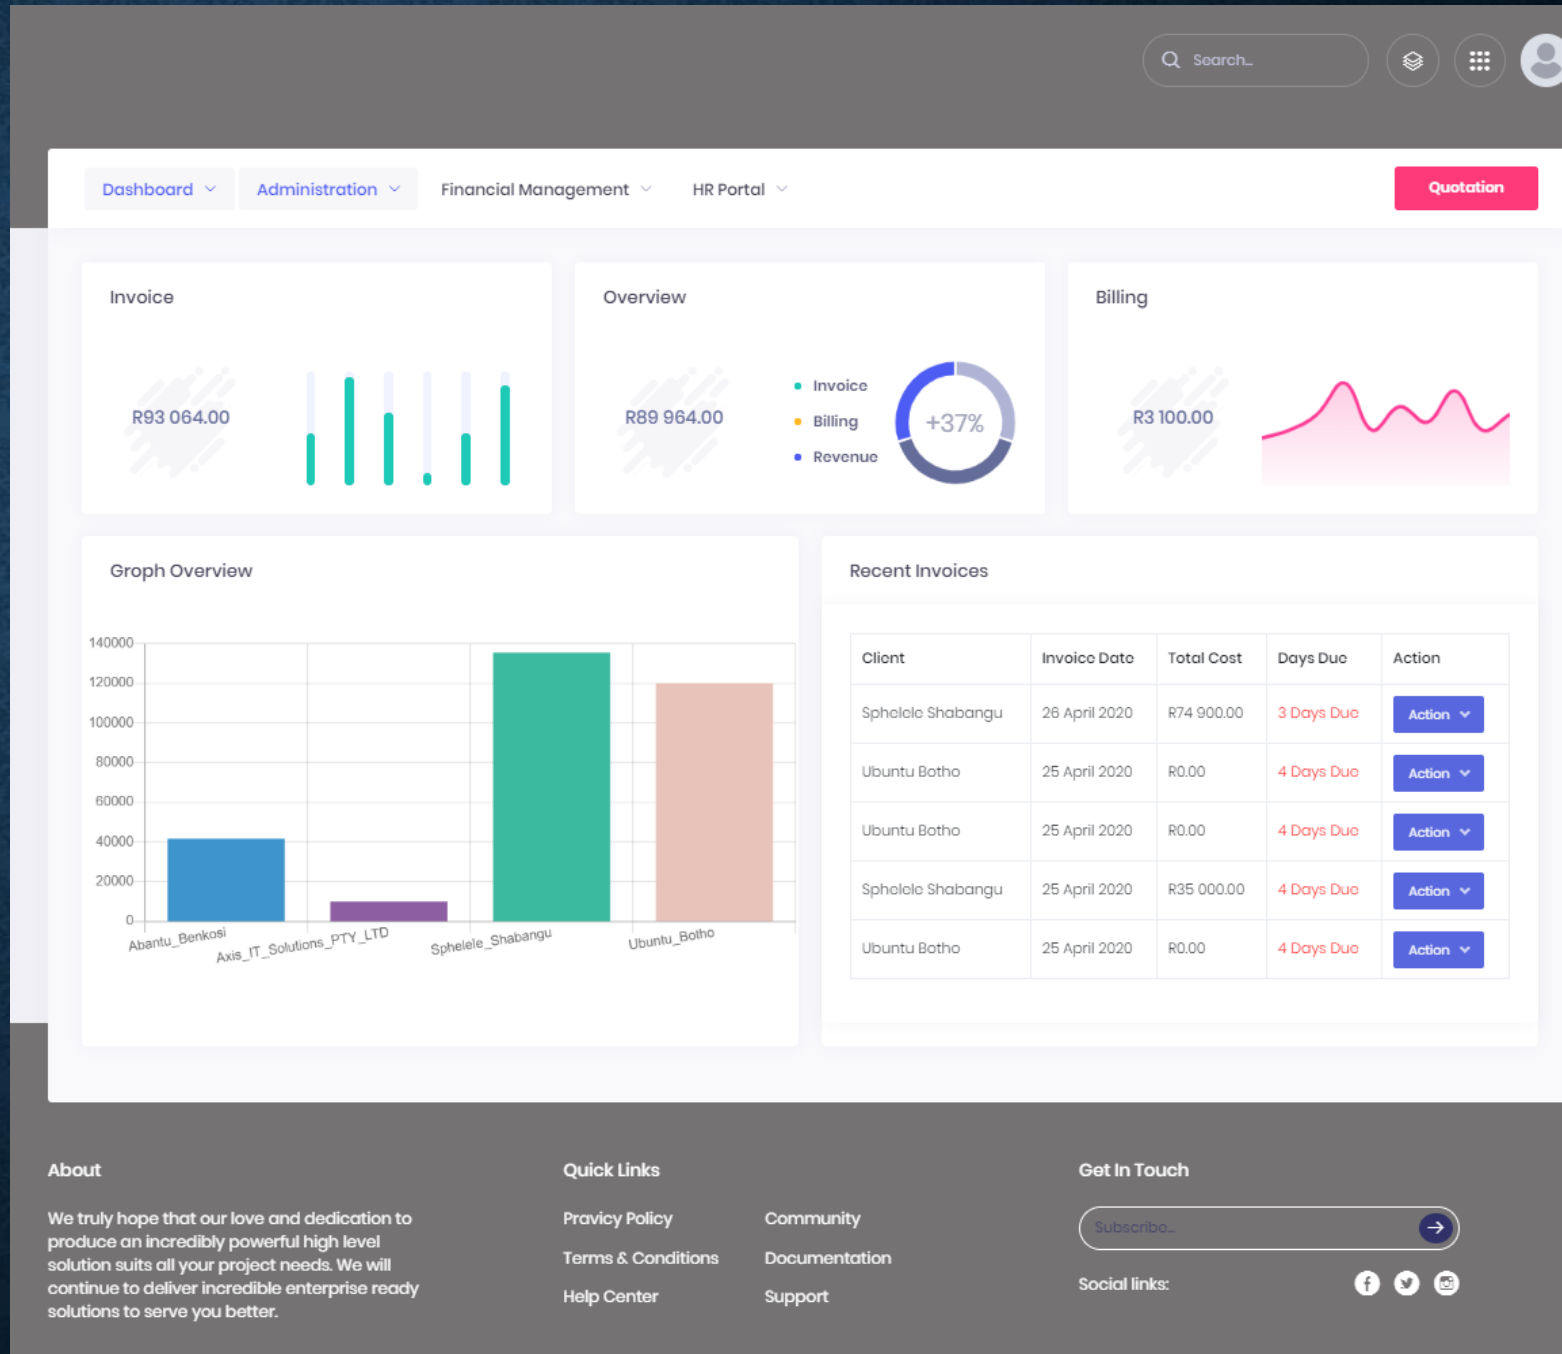 Search...
Dashboard
Administration
Financial Management
HR Portal
Quotation
Invoice
R93 064.00
Overview
R89 964.00
Invoice
Billing
Revenue
+37%
Billing
R3 100.00
Groph Overview
140000
120000
100000
80000
60000
40000
20000
0
Abantu_Benkosi
Axis_IT_Solutions_PTY_LTD
Sphelele_Shabangu
Ubuntu_Botho
Recent Invoices
Client Invoice Date Total Cost Days Due Action
Sphelele Shabangu 26 April 2020 R74 900.00 3 Days Due Action
Ubuntu Botho 25 April 2020 R0.00 4 Days Due Action
Ubuntu Botho 25 April 2020 R0.00 4 Days Due Action
Sphelele Shabangu 25 April 2020 R35 000.00 4 Days Due Action
Ubuntu Botho 25 April 2020 R0.00 4 Days Due Action
About
We truly hope that our love and dedication to
produce an incredibly powerful high level
solution suits all your project needs. We will
continue to deliver incredible enterprise ready
solutions to serve you better.
Quick Links
Pravicy Policy
Community
Terms & Conditions
Documentation
Help Center
Support
Get In Touch
Subscribe...
Social links: